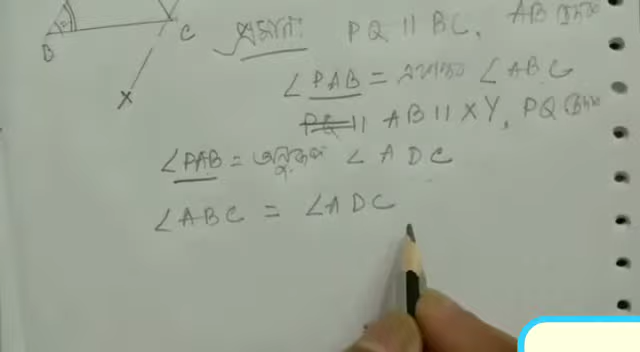 B
C
X
প্রমাণঃ PQ || BC, AB ছেদক
∠PAB = একান্তর ∠ABC
AB || XY, PQ ছেদক
∠PAB = অনুরূপ ∠ADC
∠ABC = ∠ADC